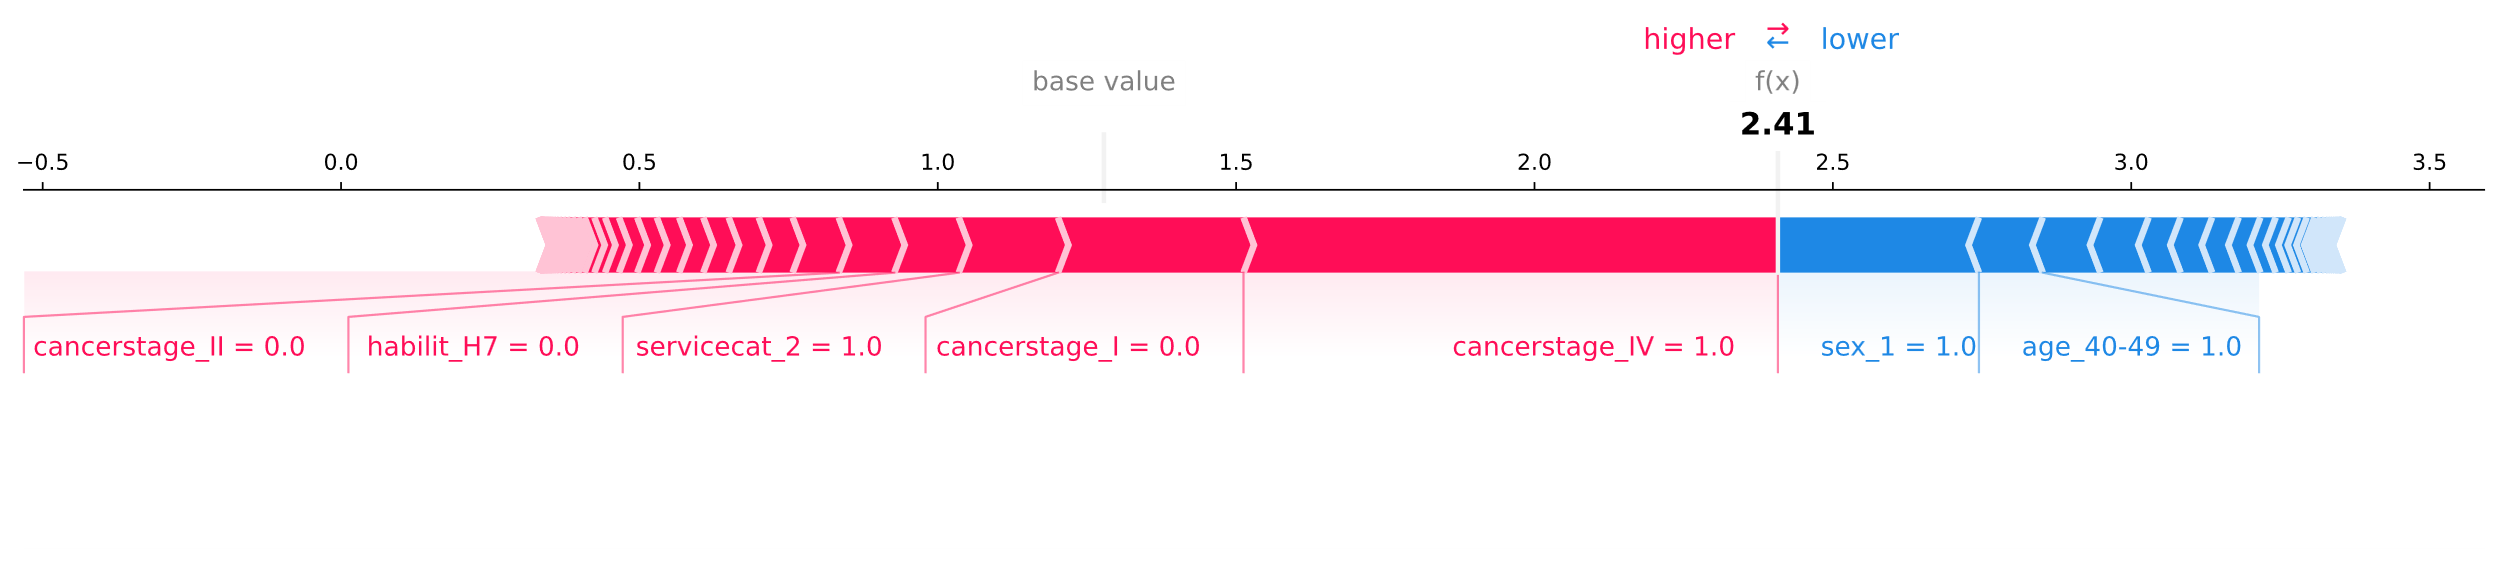 higher ⇄ lower
base value f(x)
2.41
−0.5 0.0 0.5 1.0 1.5 2.0 2.5 3.0 3.5
cancerstage_II = 0.0 habilit_H7 = 0.0 servicecat_2 = 1.0 cancerstage_I = 0.0 cancerstage_IV = 1.0 sex_1 = 1.0 age_40-49 = 1.0